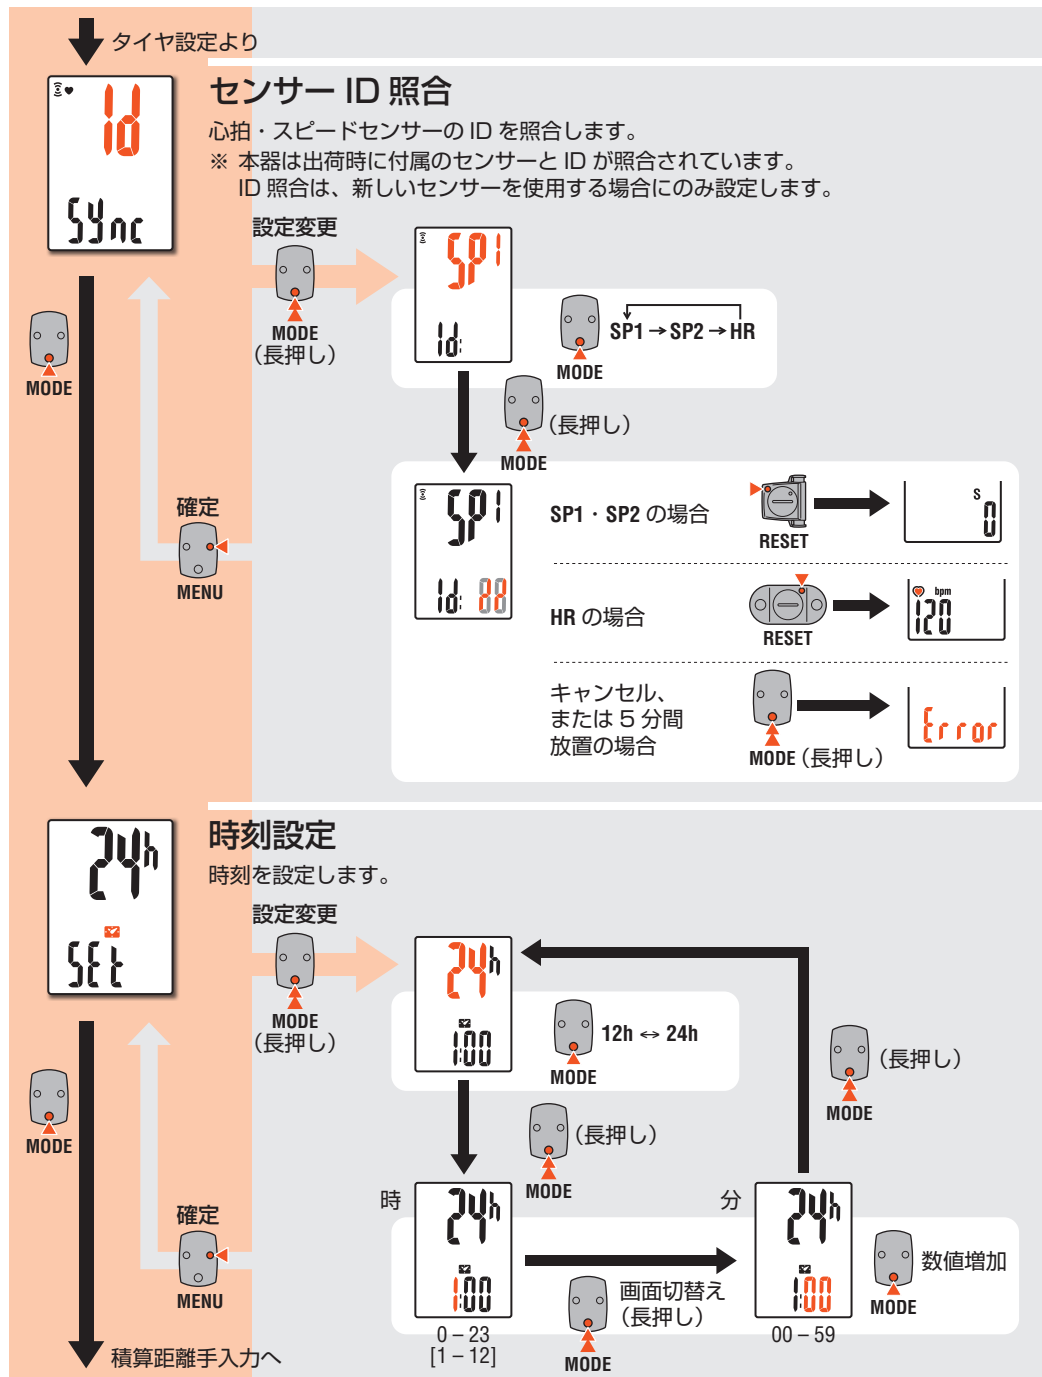 タイヤ設定より
Id
Sync
センサー ID 照合
心拍・スピードセンサーの ID を照合します。
※ 本器は出荷時に付属のセンサーと ID が照合されています。
ID 照合は、新しいセンサーを使用する場合にのみ設定します。
設定変更
MODE
（長押し）
SP1
Id:
MODE
SP1 → SP2 → HR
MODE
（長押し）
MODE
確定
MENU
SP1
Id:
SP1・SP2 の場合
RESET
S
0
HR の場合
RESET
bpm
120
キャンセル、
または 5 分間
放置の場合
MODE（長押し）
Error
24h
SEt
時刻設定
時刻を設定します。
設定変更
MODE
（長押し）
24h
1:00
MODE
12h ↔ 24h
（長押し）
MODE
MODE
（長押し）
MODE
確定
MENU
時
24h
1:00
0 – 23
[1 – 12]
画面切替え
（長押し）
MODE
分
24h
1:00
00 – 59
数値増加
MODE
積算距離手入力へ